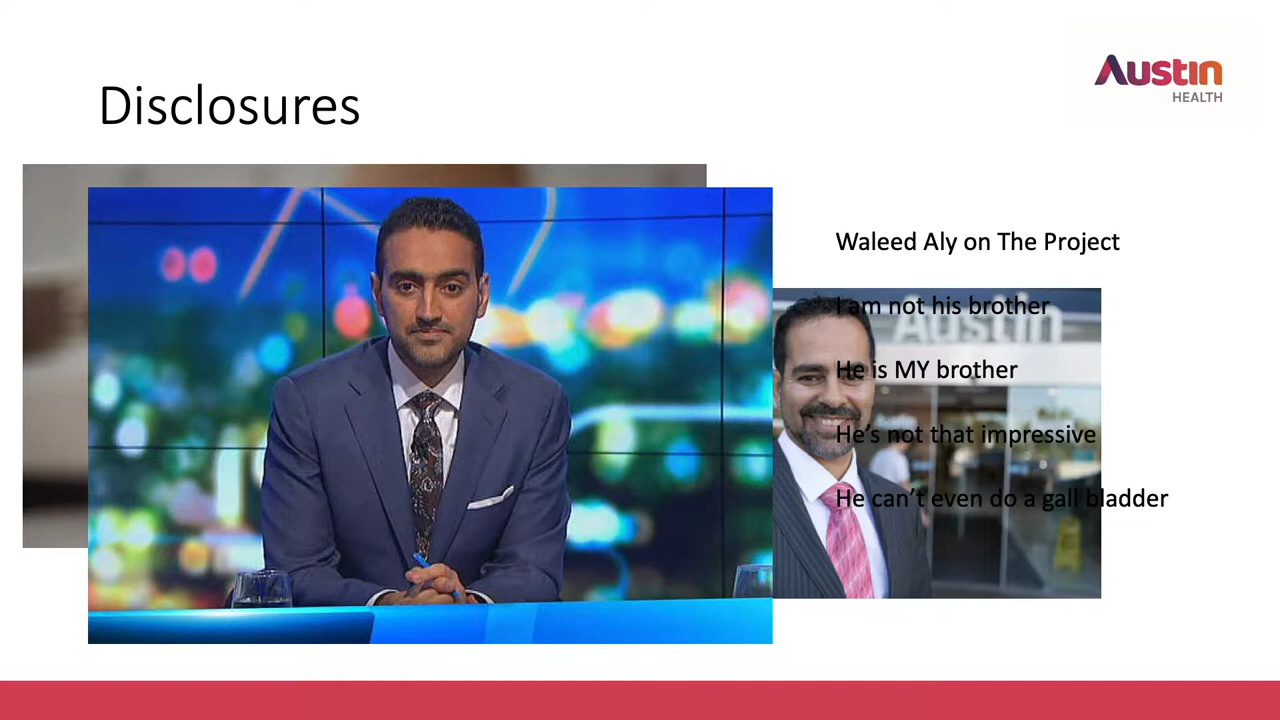 Disclosures
Austin
HEALTH
Waleed Aly on The Project
I am not his brother
Austin
He is MY brother
He's not that impressive
He can't even do a gall bladder